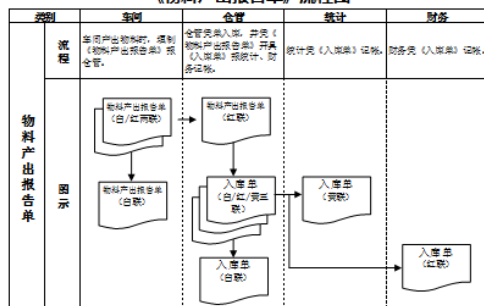 《物料产出报告单》流程图
类别
车间
仓管
统计
财务
物料产出报告单
流程
车间产出物料时，填制
《物料产出报告单》报
仓管。
仓管凭单入库，并凭《
物料产出报告单》开具
《入库单》报统计、财
务记帐。
统计凭《入库单》记帐。
财务凭《入库单》记帐。
图示
物料产出报告单
（白/红两联）
物料产出报告单
（红联）
物料产出报告单
（白联）
入库单
（白/红/黄三
联）
入库单
（黄联）
入库单
（白联）
入库单
（红联）